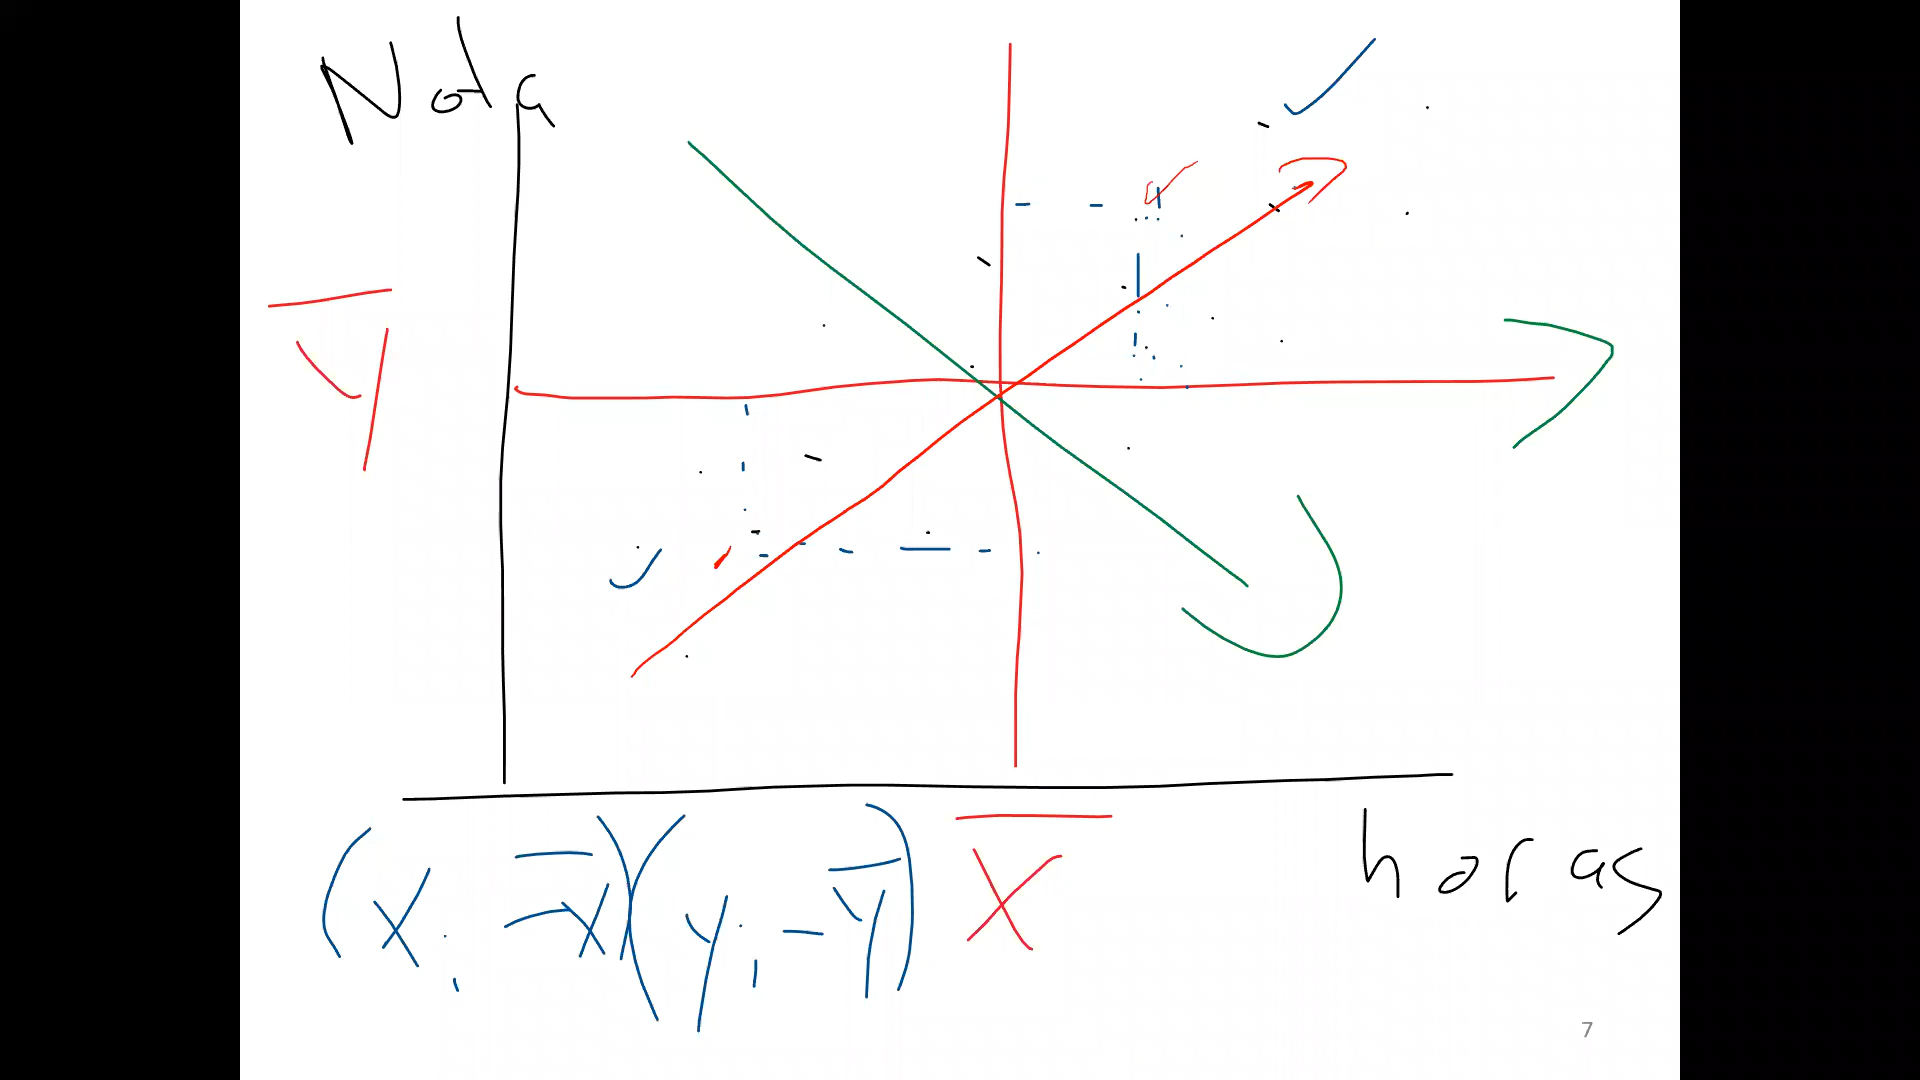 Nota
Y̅
(xᵢ - x̅)(yᵢ - y̅) X̅
horas
7